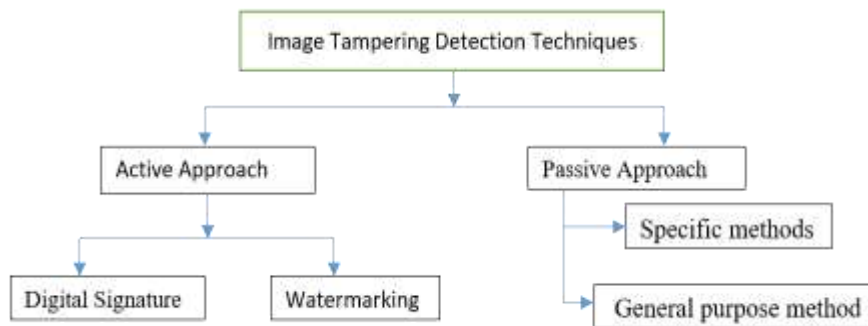 Image Tampering Detection Techniques
Active Approach
Passive Approach
Specific methods
Digital Signature
Watermarking
General purpose method